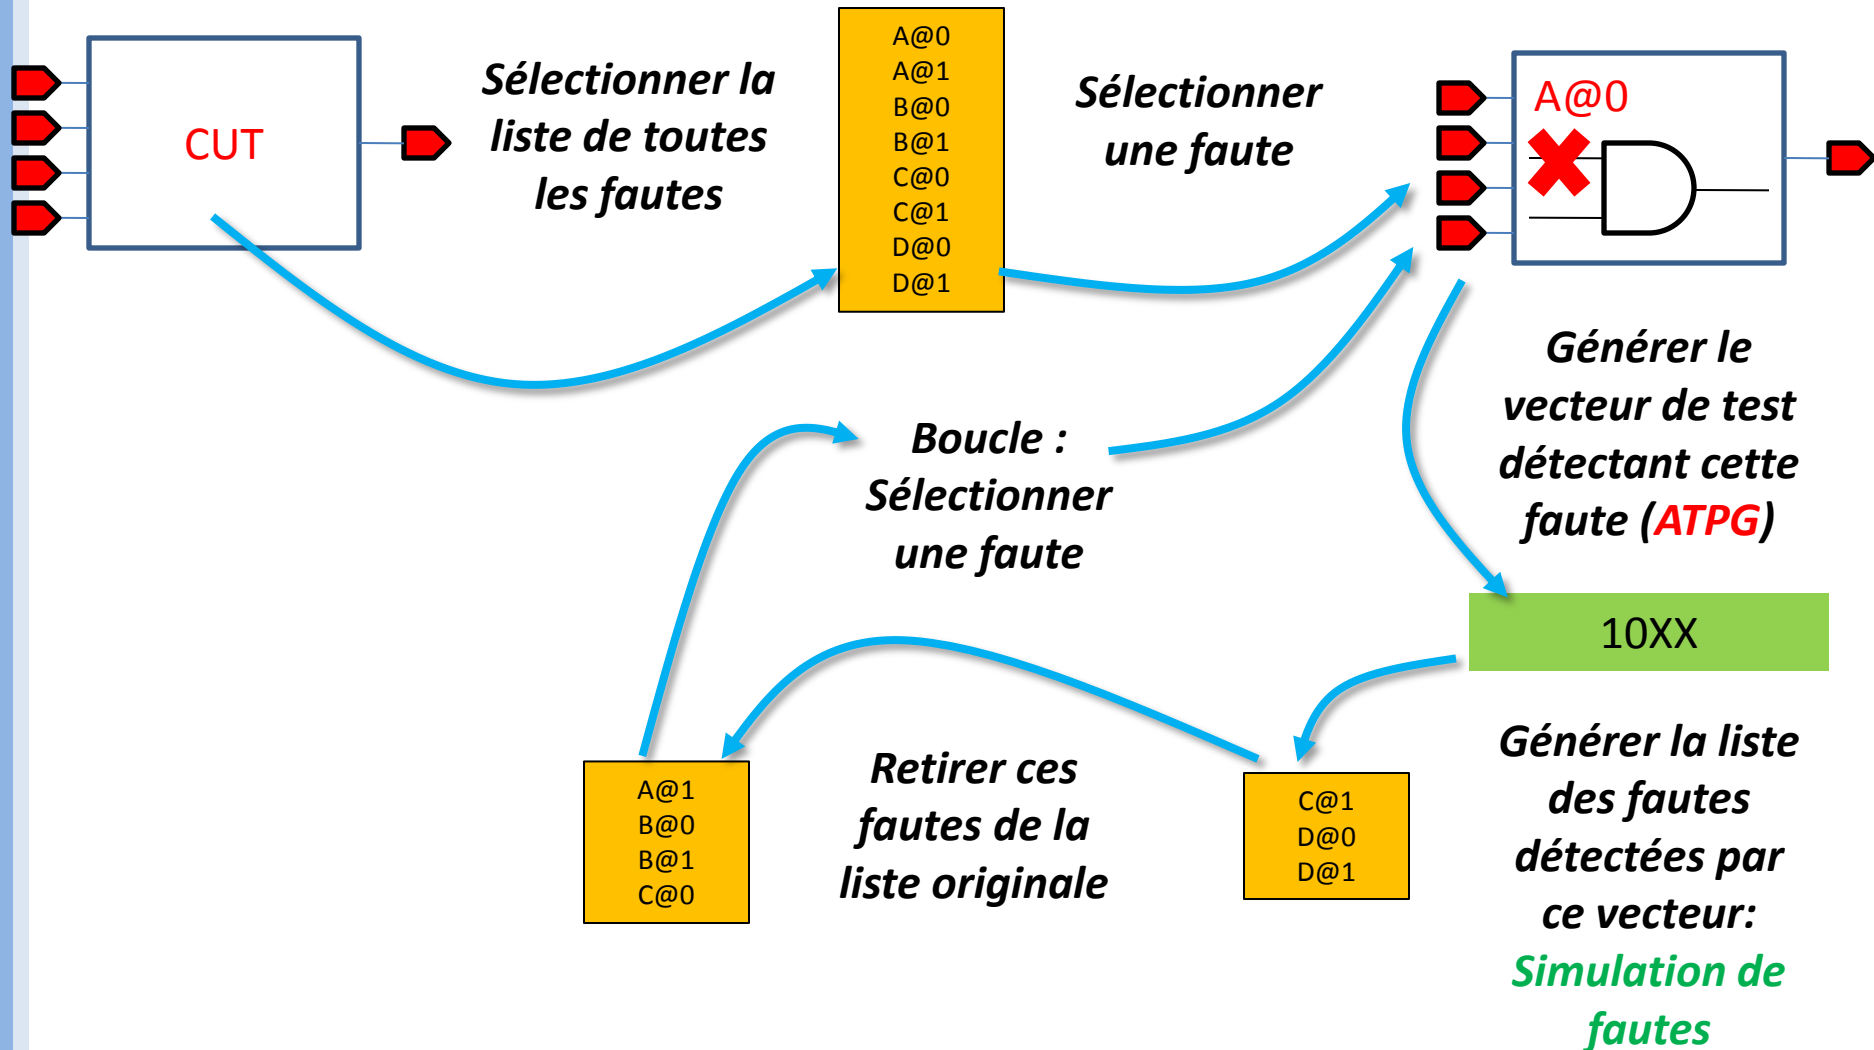 CUT
Sélectionner la
liste de toutes
les fautes
A@0
A@1
B@0
B@1
C@0
C@1
D@0
D@1
Sélectionner
une faute
A@0
Générer le
vecteur de test
détectant cette
faute (ATPG)
Boucle :
Sélectionner
une faute
10XX
Générer la liste
des fautes
détectées par
ce vecteur:
Simulation de
fautes
C@1
D@0
D@1
Retirer ces
fautes de la
liste originale
A@1
B@0
B@1
C@0